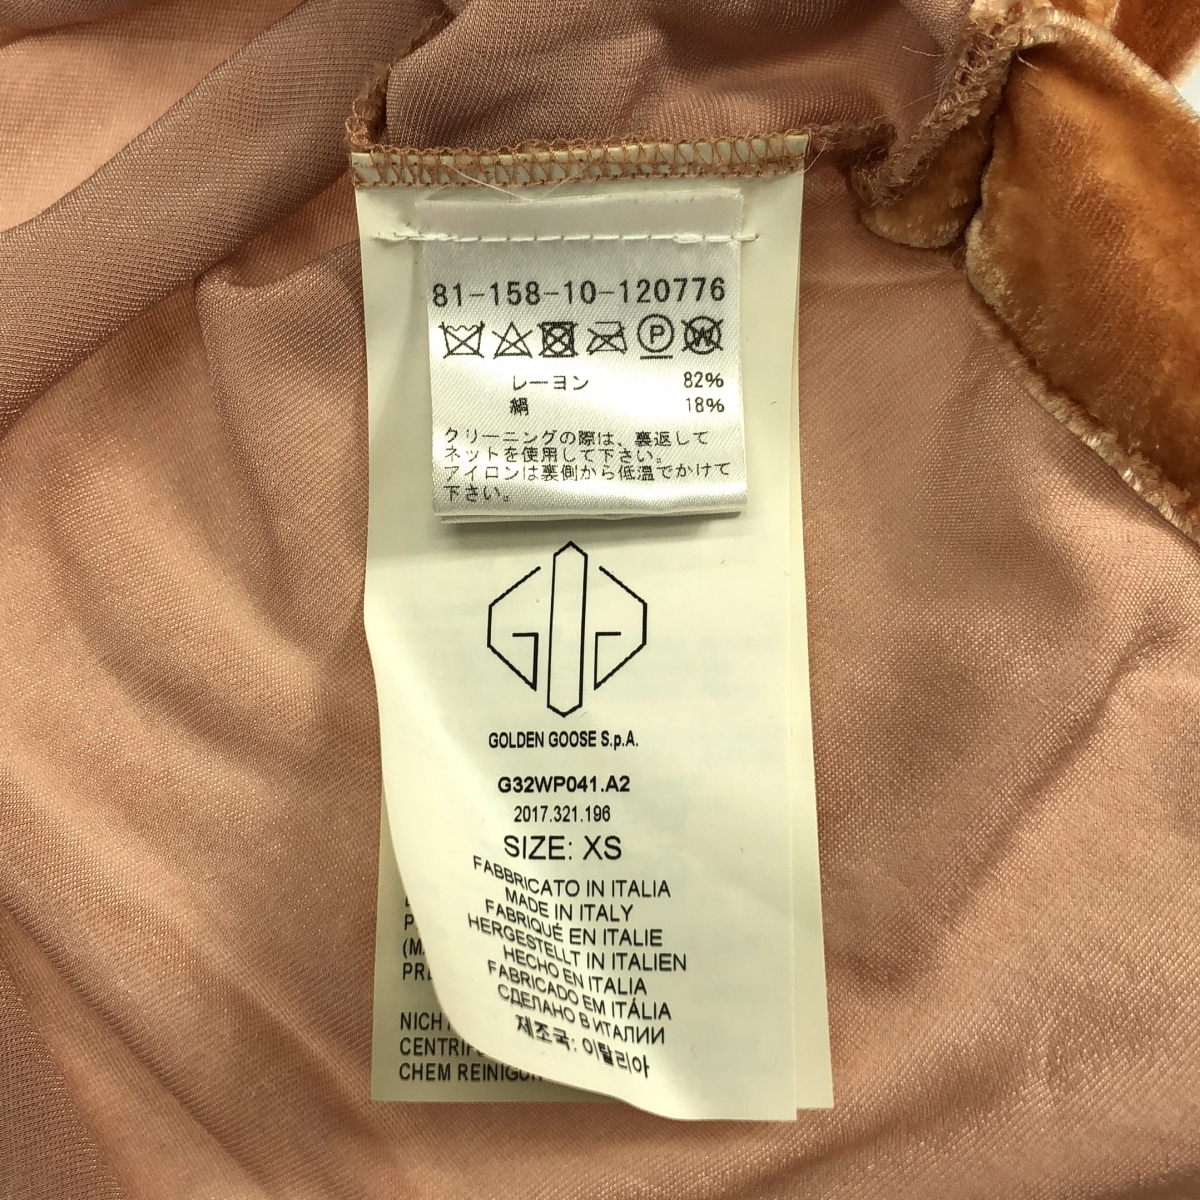 81-158-10-120776
P W
レーヨン 82%
絹 18%
クリーニングの際は、裏返して
ネットを使用して下さい。
アイロンは裏側から低温でかけて
下さい。
GOLDEN GOOSE S.p.A.
G32WP041.A2
2017.321.196
SIZE: XS
FABBRICATO IN ITALIA
MADE IN ITALY
FABRIQUÉ EN ITALIE
HERGESTELLT IN ITALIEN
HECHO EN ITALIA
FABRICADO EM ITÁLIA
СДЕЛАНО В ИТАЛИИ
제조국: 이탈리아
NICH
CENTRIF
CHEM REINIGU